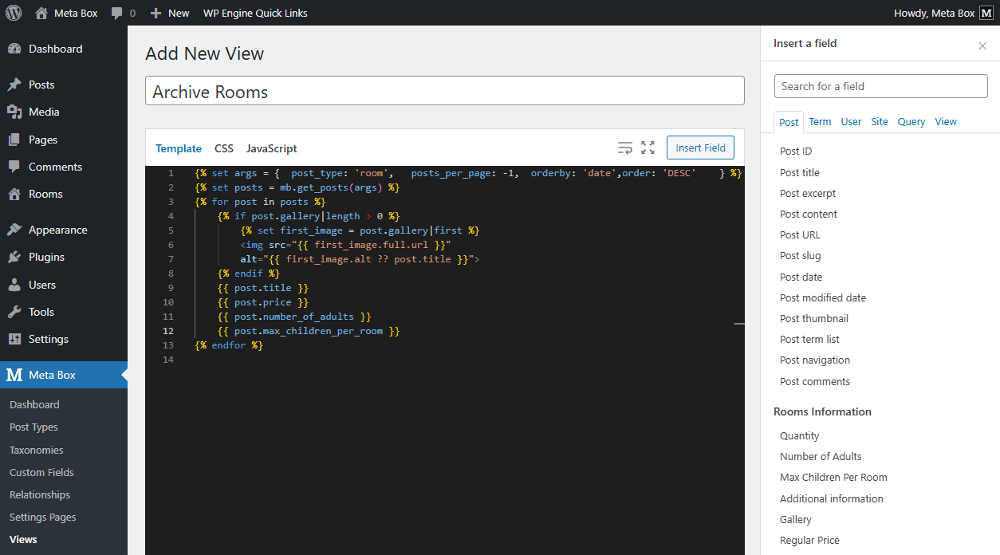 Meta Box
0
New
WP Engine Quick Links
Howdy, Meta Box
M
Dashboard
Posts
Media
Pages
Comments
Rooms
Appearance
Plugins
Users
Tools
Settings
M Meta Box
Dashboard
Post Types
Taxonomies
Custom Fields
Relationships
Settings Pages
Views
Add New View
Archive Rooms
Template CSS JavaScript
Insert Field
1 {% set args = {  post_type: 'room',   posts_per_page: -1,  orderby: 'date',order: 'DESC'    } %}
2 {% set posts = mb.get_posts(args) %}
3 {% for post in posts %}
4     {% if post.gallery|length > 0 %}
5         {% set first_image = post.gallery|first %}
6         <img src="{{ first_image.full.url }}"
7         alt="{{ first_image.alt ?? post.title }}">
8     {% endif %}
9     {{ post.title }}
10     {{ post.price }}
11     {{ post.number_of_adults }}
12     {{ post.max_children_per_room }}
13 {% endfor %}
14
Insert a field
Search for a field
Post Term User Site Query View
Post ID
Post title
Post excerpt
Post content
Post URL
Post slug
Post date
Post modified date
Post thumbnail
Post term list
Post navigation
Post comments
Rooms Information
Quantity
Number of Adults
Max Children Per Room
Additional information
Gallery
Regular Price